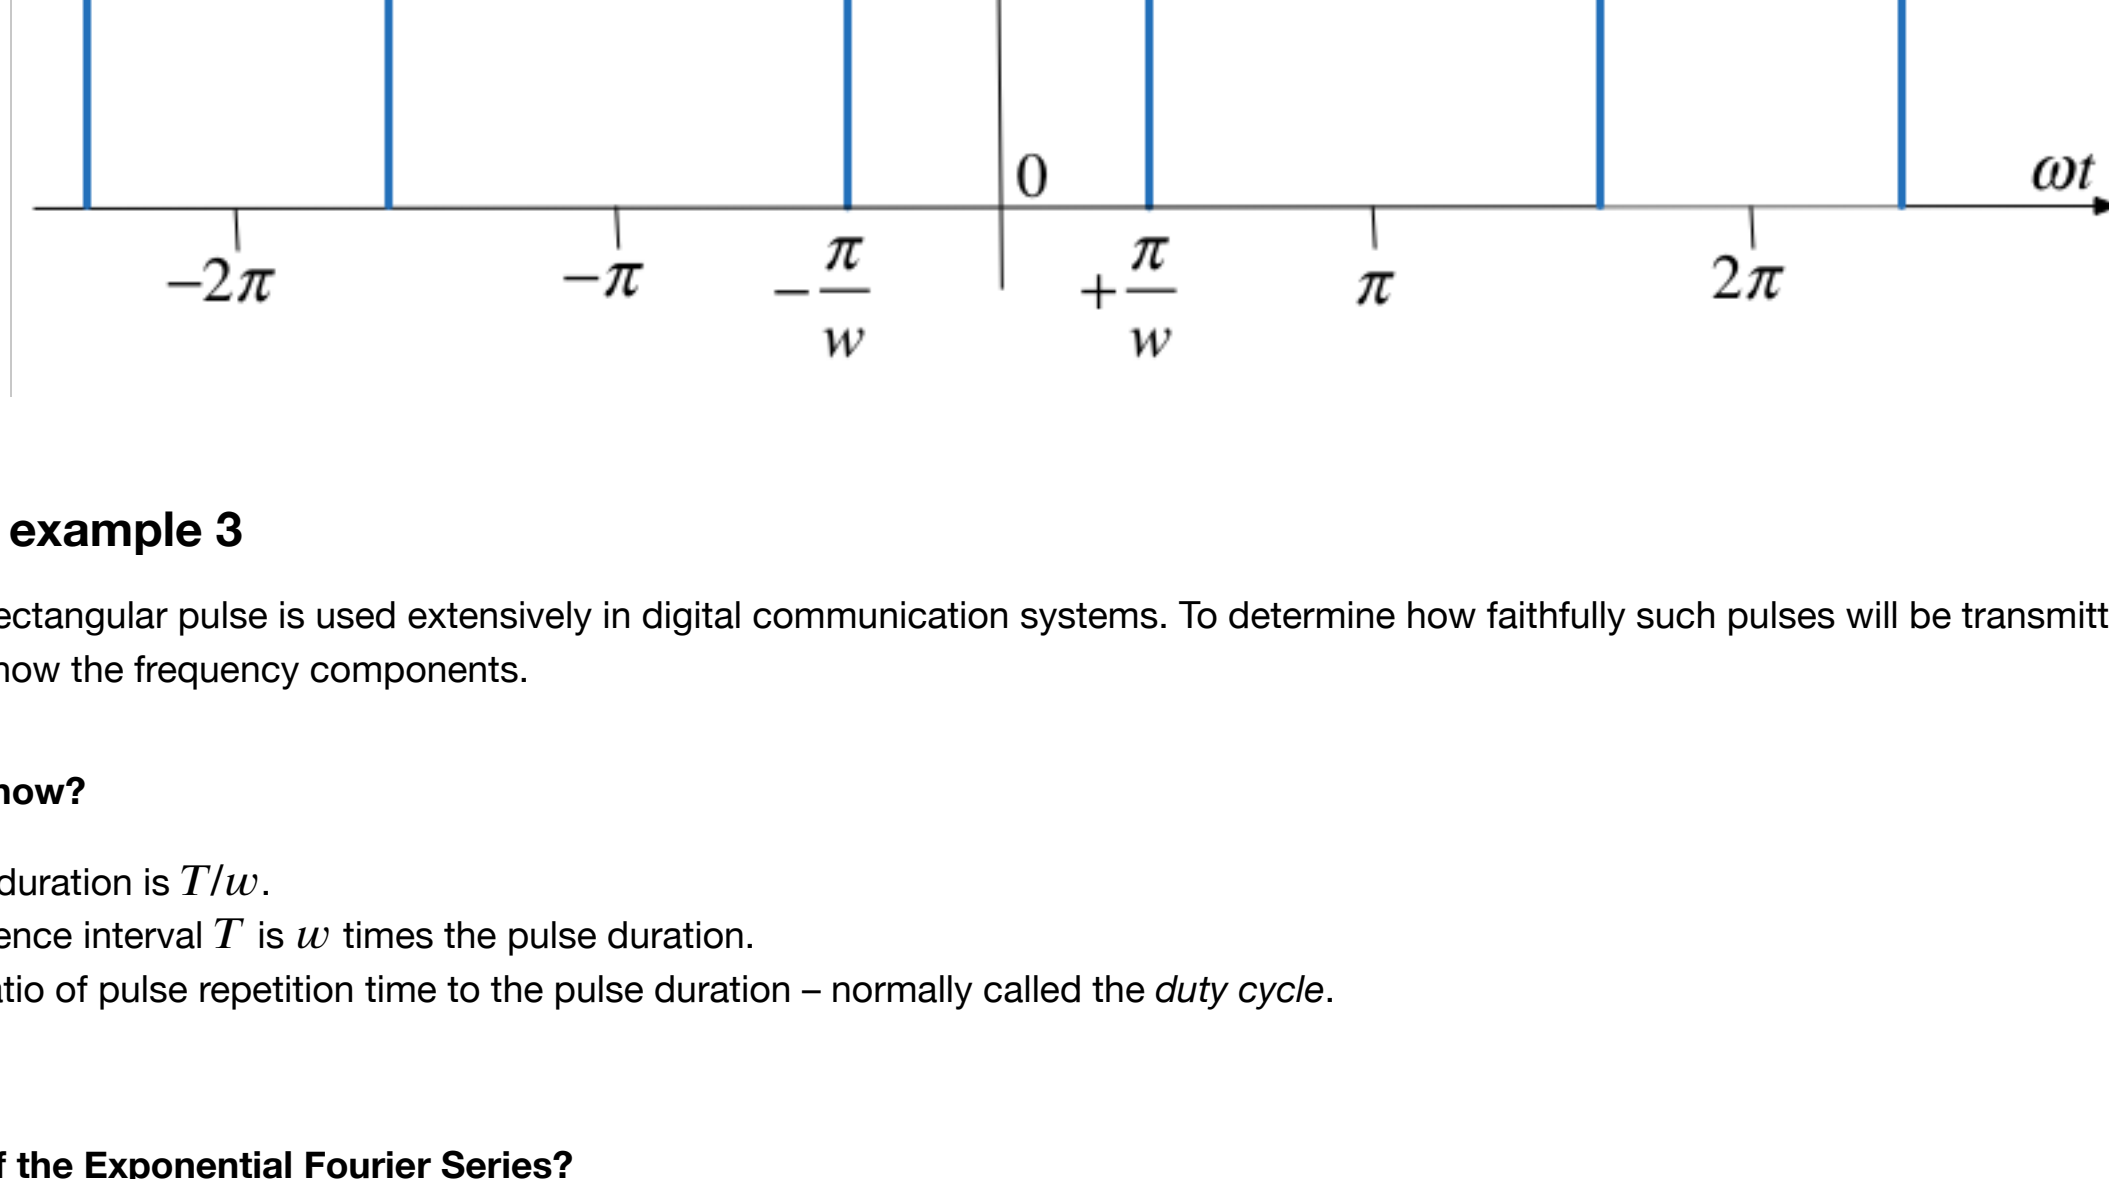 0
ωt
−2π
−π
−π/w
+π/w
π
2π
example 3
ectangular pulse is used extensively in digital communication systems. To determine how faithfully such pulses will be transmitt
now the frequency components.
now?
duration is T/w.
ence interval T is w times the pulse duration.
atio of pulse repetition time to the pulse duration – normally called the duty cycle.
f the Exponential Fourier Series?